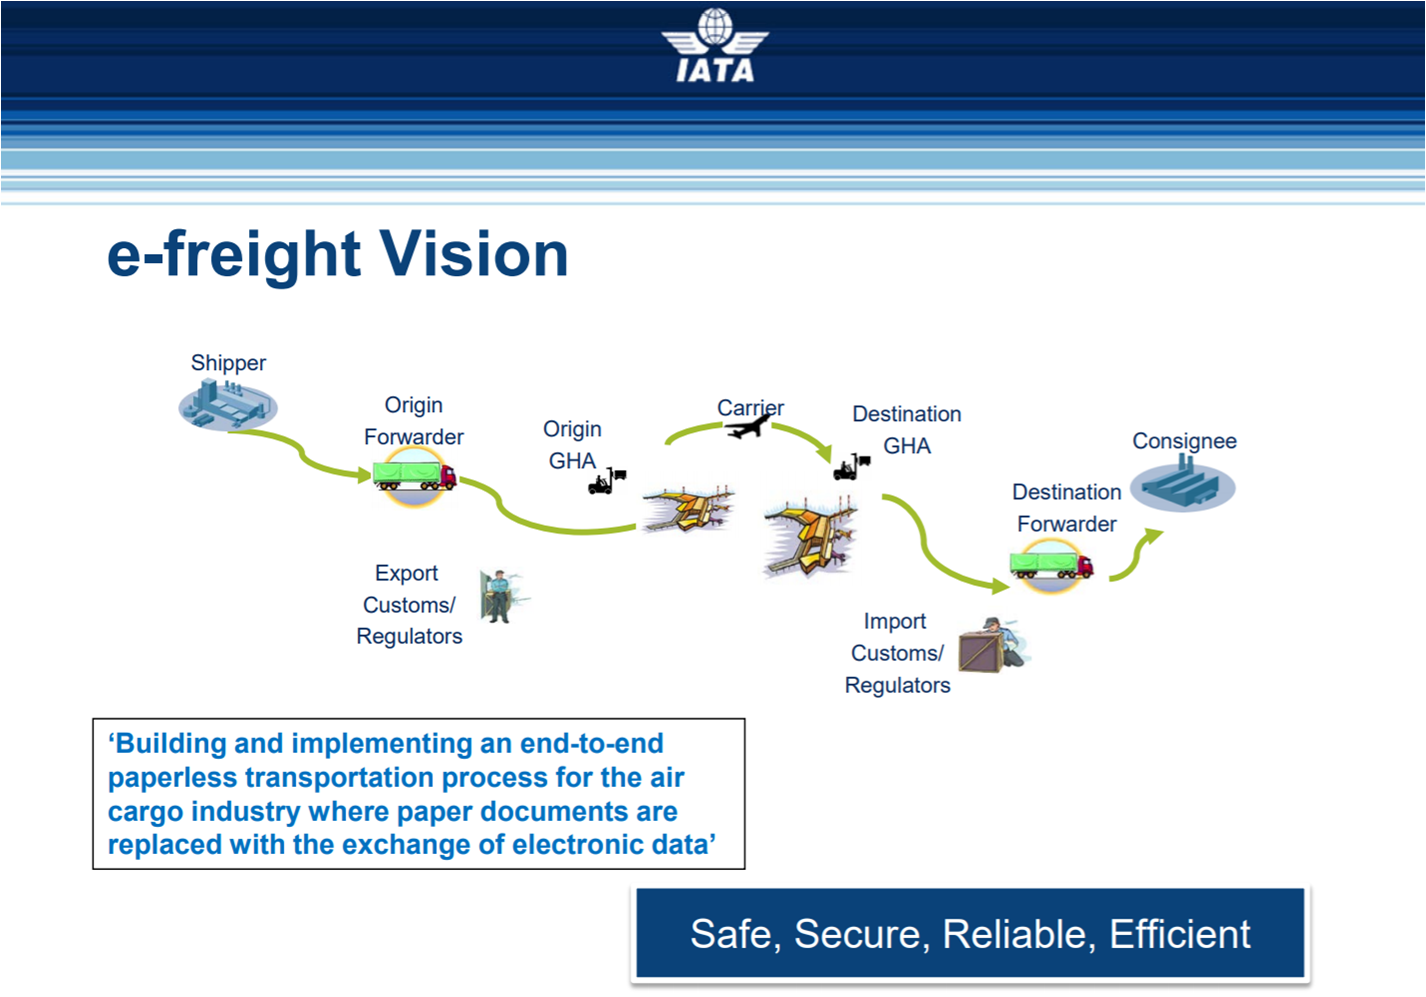 IATA
e-freight Vision
Shipper
Origin
Forwarder
Origin
GHA
Carrier
Destination
GHA
Consignee
Destination
Forwarder
Export
Customs/
Regulators
Import
Customs/
Regulators
‘Building and implementing an end-to-end
paperless transportation process for the air
cargo industry where paper documents are
replaced with the exchange of electronic data’
Safe, Secure, Reliable, Efficient